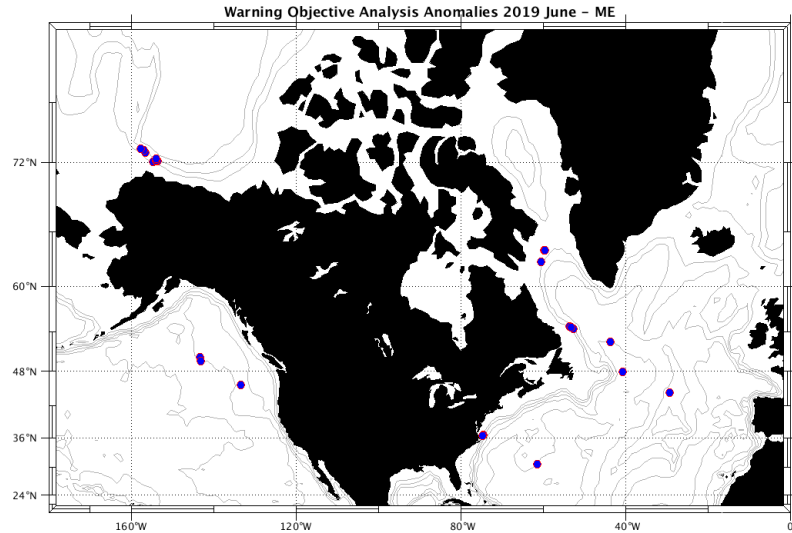 Warning Objective Analysis Anomalies 2019 June – ME
72°N
60°N
48°N
36°N
24°N
160°W 120°W 80°W 40°W 0